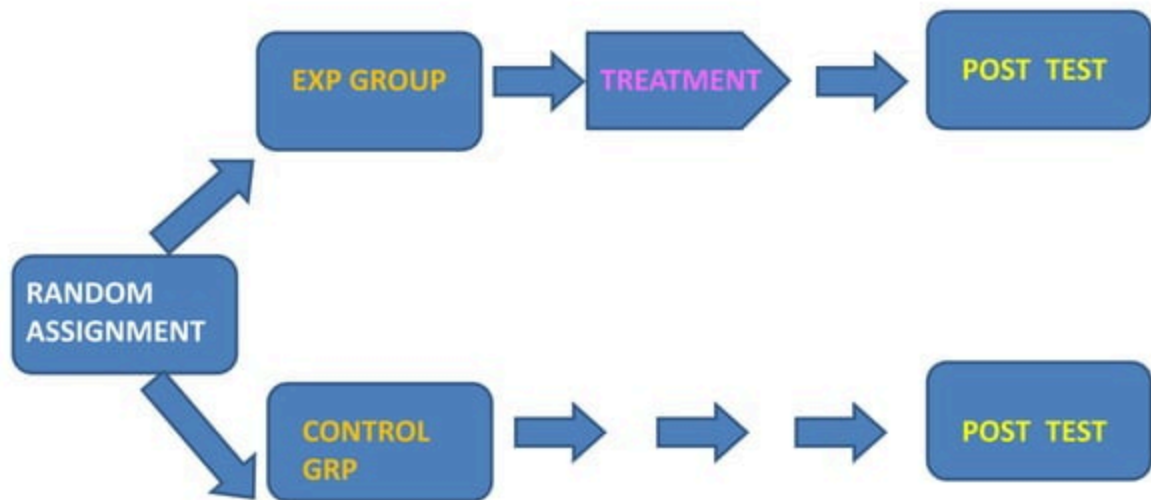 EXP GROUP
TREATMENT
POST TEST
RANDOM
ASSIGNMENT
CONTROL
GRP
POST TEST